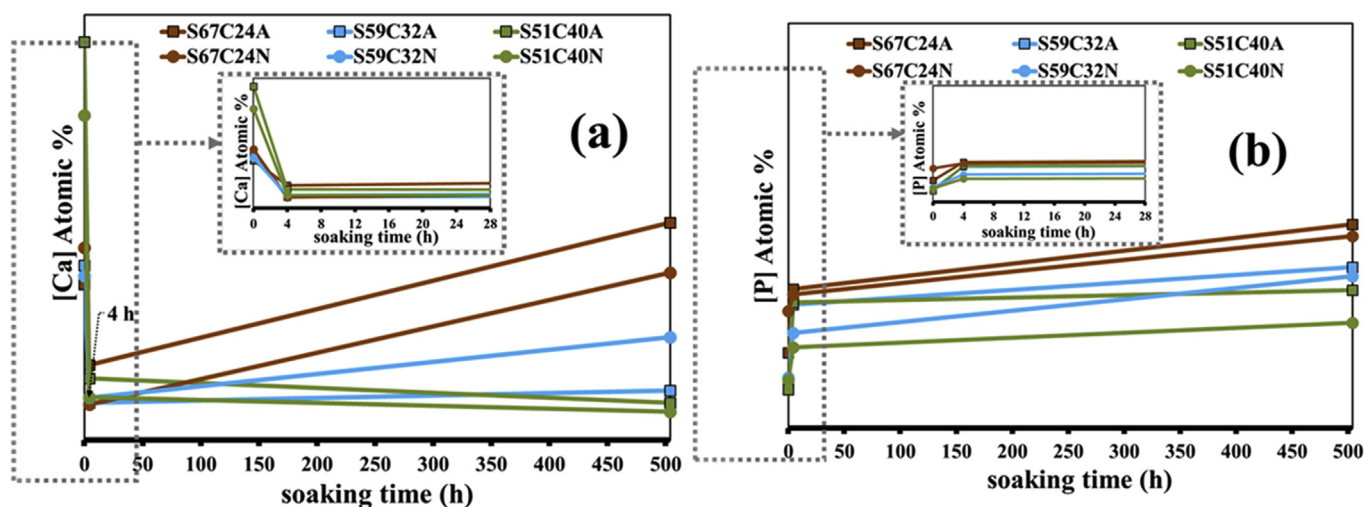 S67C24A S59C32A S51C40A
S67C24N S59C32N S51C40N
[Ca] Atomic %
[Ca] Atomic %
0 4 8 12 16 20 24 28
soaking time (h)
(a)
4 h
0 50 100 150 200 250 300 350 400 450 500
soaking time (h)
S67C24A S59C32A S51C40A
S67C24N S59C32N S51C40N
[P] Atomic %
[P] Atomic %
0 4 8 12 16 20 24 28
soaking time (h)
(b)
0 50 100 150 200 250 300 350 400 450 500
soaking time (h)